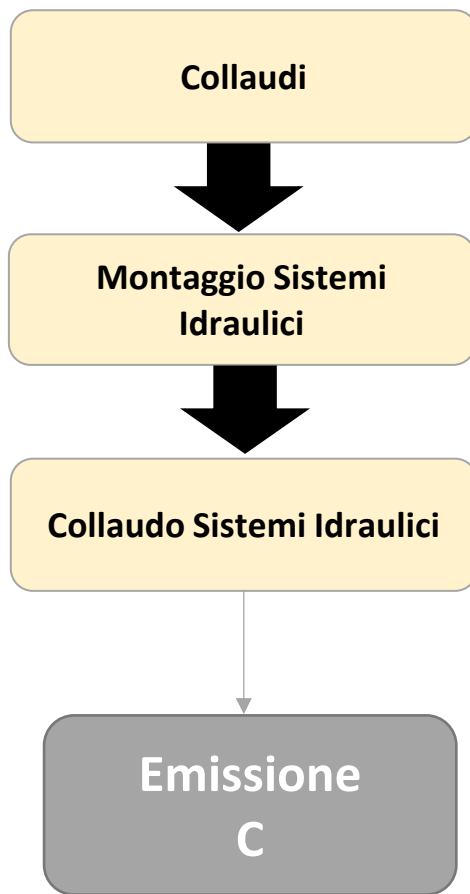 Collaudi
Montaggio Sistemi
Idraulici
Collaudo Sistemi Idraulici
Emissione
C